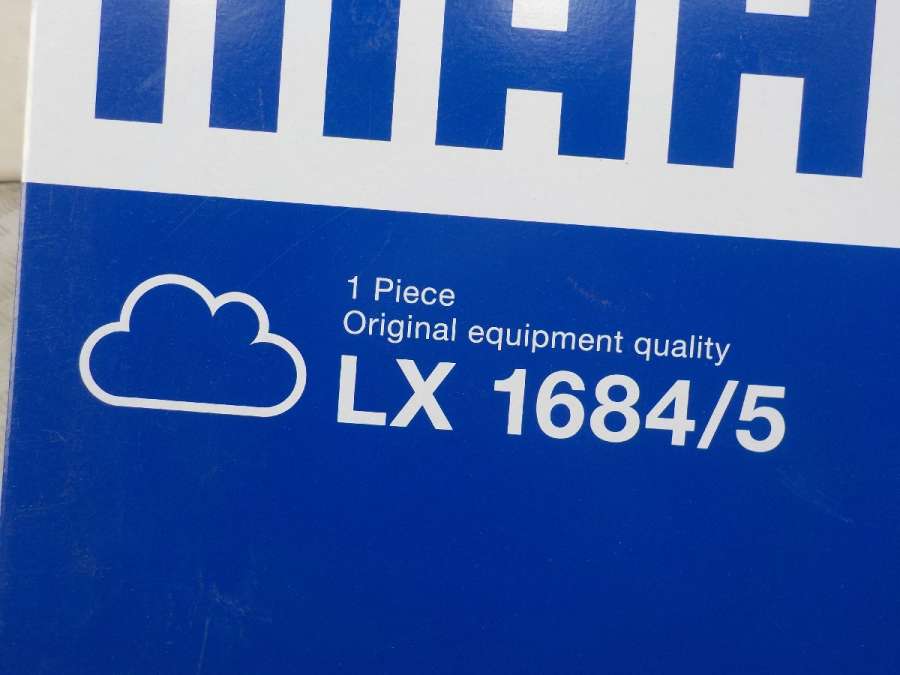 1 Piece
Original equipment quality
LX 1684/5